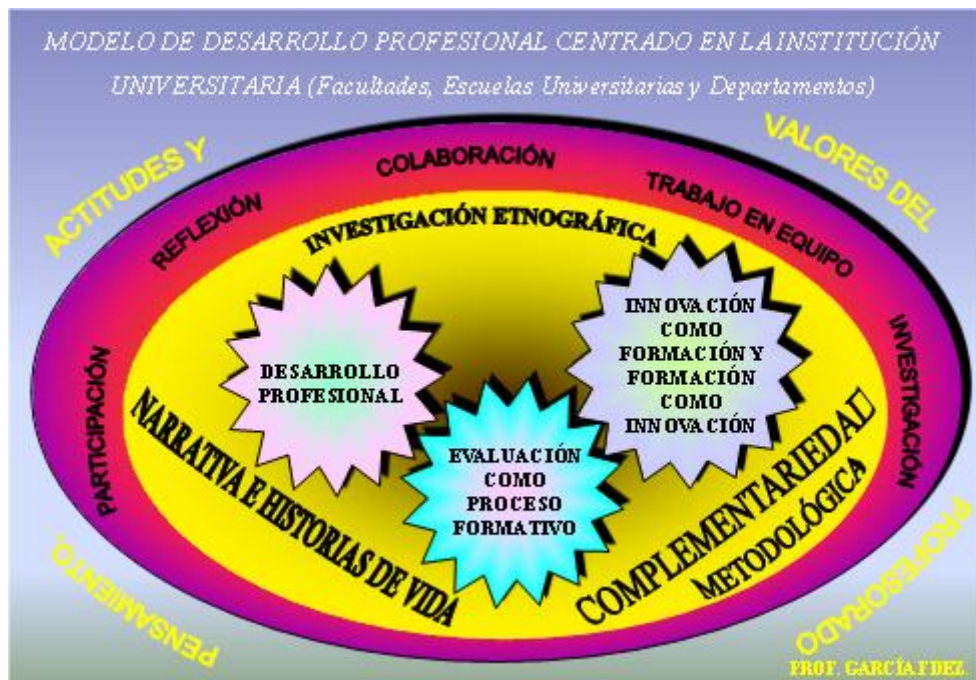 MODELO DE DESARROLLO PROFESIONAL CENTRADO EN LA INSTITUCIÓN
UNIVERSITARIA (Facultades, Escuelas Universitarias y Departamentos)
PENSAMIENTO,
ACTITUDES Y
VALORES DEL
PROFESORADO
PARTICIPACIÓN
REFLEXIÓN
COLABORACIÓN
TRABAJO EN EQUIPO
INVESTIGACIÓN
INVESTIGACIÓN ETNOGRÁFICA
NARRATIVA E HISTORIAS DE VIDA
COMPLEMENTARIEDAD
METODOLÓGICA
DESARROLLO
PROFESIONAL
EVALUACIÓN
COMO
PROCESO
FORMATIVO
INNOVACIÓN
COMO
FORMACIÓN Y
FORMACIÓN
COMO
INNOVACIÓN
PROF. GARCÍA FDEZ